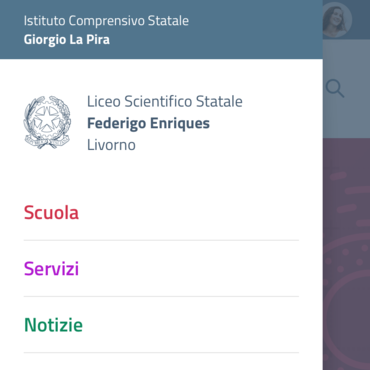 Istituto Comprensivo Statale
Giorgio La Pira
Liceo Scientifico Statale
Federigo Enriques
Livorno
Scuola
Servizi
Notizie